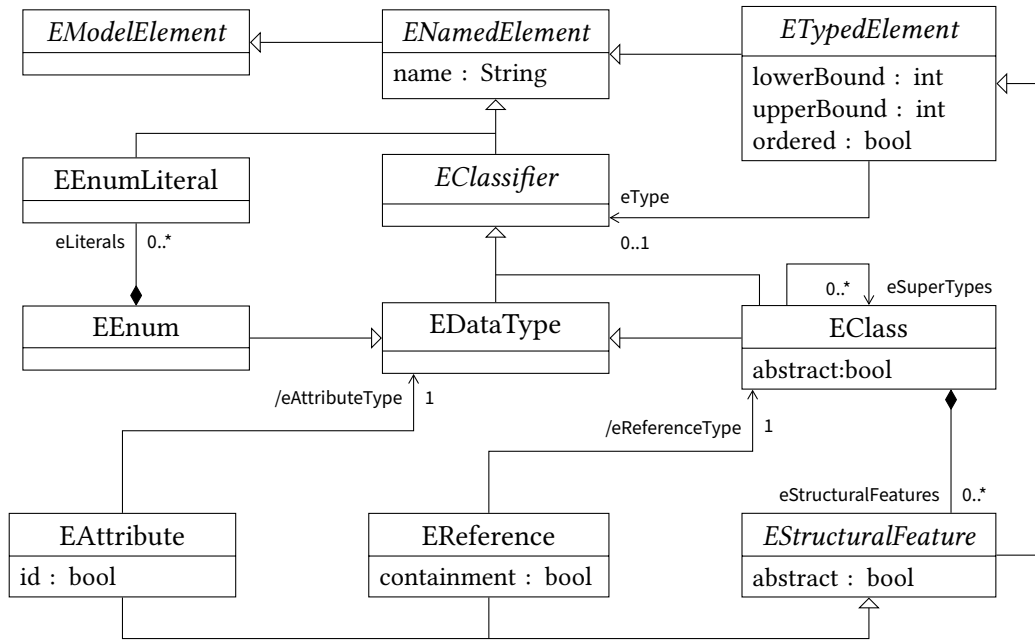 EModelElement
ENamedElement
name : String
ETypedElement
lowerBound : int
upperBound : int
ordered : bool
EEnumLiteral
EClassifier
eType
0..1
eLiterals 0..*
0..* eSuperTypes
EEnum
EDataType
EClass
abstract:bool
/eAttributeType 1
/eReferenceType 1
eStructuralFeatures 0..*
EAttribute
id : bool
EReference
containment : bool
EStructuralFeature
abstract : bool